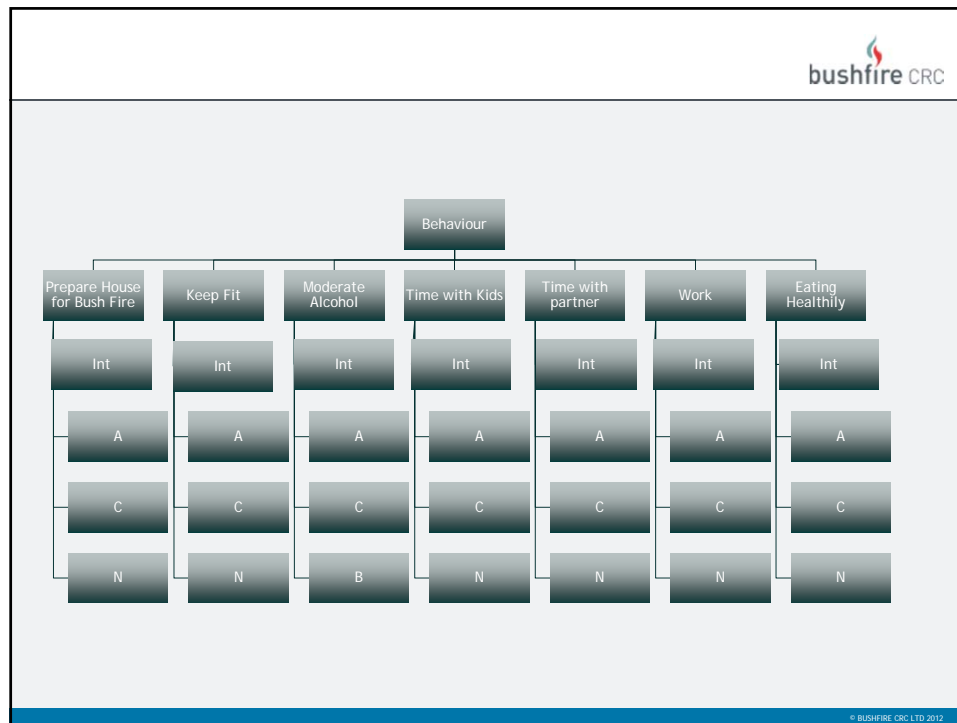 bushfire CRC
Behaviour
Prepare House
for Bush Fire
Keep Fit
Moderate
Alcohol
Time with Kids
Time with
partner
Work
Eating
Healthily
Int
Int
Int
Int
Int
Int
Int
A
A
A
A
A
A
A
C
C
C
C
C
C
C
N
N
B
N
N
N
N
© BUSHFIRE CRC LTD 2012